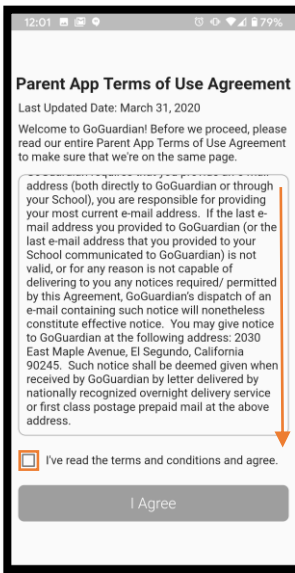 12:01 79%
Parent App Terms of Use Agreement
Last Updated Date: March 31, 2020
Welcome to GoGuardian! Before we proceed, please
read our entire Parent App Terms of Use Agreement
to make sure that we're on the same page.
address (both directly to GoGuardian or through
your School), you are responsible for providing
your most current e-mail address. If the last e-
mail address you provided to GoGuardian (or the
last e-mail address that you provided to your
School communicated to GoGuardian) is not
valid, or for any reason is not capable of
delivering to you any notices required/ permitted
by this Agreement, GoGuardian's dispatch of an
e-mail containing such notice will nonetheless
constitute effective notice. You may give notice
to GoGuardian at the following address: 2030
East Maple Avenue, El Segundo, California
90245. Such notice shall be deemed given when
received by GoGuardian by letter delivered by
nationally recognized overnight delivery service
or first class postage prepaid mail at the above
address.
I've read the terms and conditions and agree.
I Agree